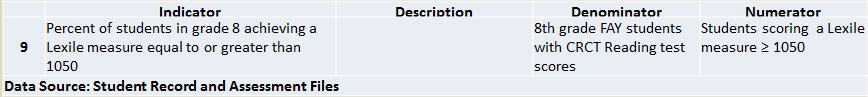 Indicator Description Denominator Numerator
9 Percent of students in grade 8 achieving a Lexile measure equal to or greater than 1050
8th grade FAY students with CRCT Reading test scores
Students scoring a Lexile measure ≥ 1050
Data Source: Student Record and Assessment Files